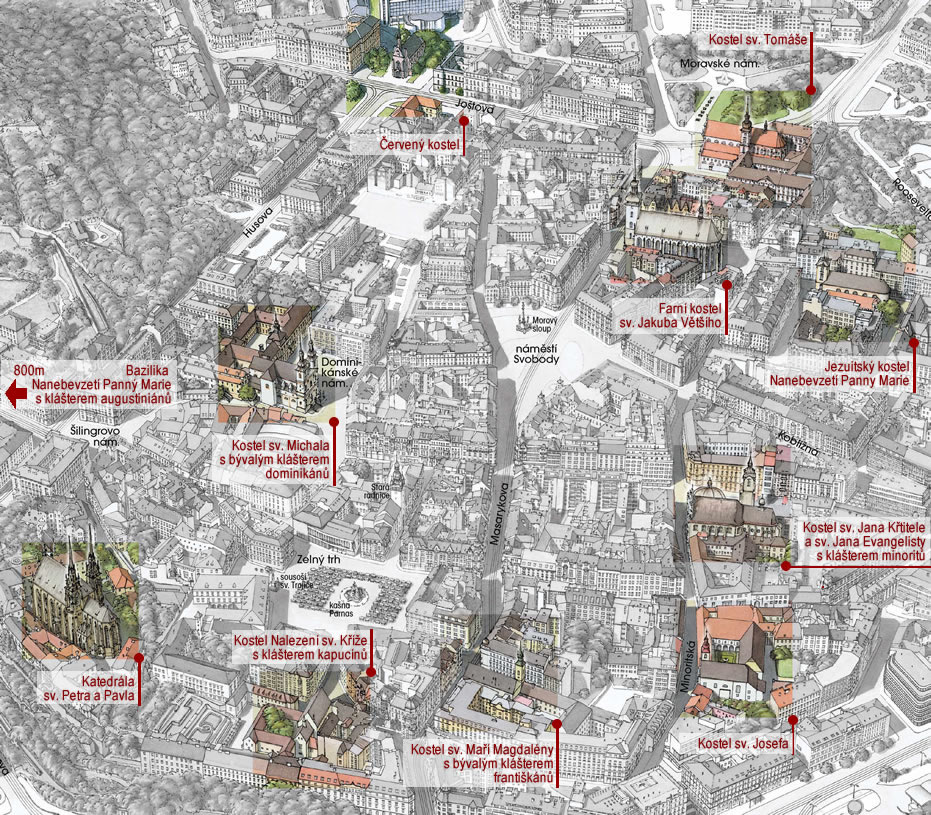 Kostel sv. Tomáše
Moravské nám.
Joštova
Červený kostel
Husova
Farní kostel
sv. Jakuba Většího
Morový
sloup
náměstí
Svobody
Jezuitský kostel
Nanebevzetí Panny Marie
800m
Bazilika
Nanebevzetí Panny Marie
s klášterem augustiniánů
Domini-
kánské
nám.
Šilingrovo
nám.
Kostel sv. Michala
s bývalým klášterem
dominikánů
Kobližná
Stará
radnice
Masarykova
Kostel sv. Jana Křtitele
a sv. Jana Evangelisty
s klášterem minoritů
Zelný trh
sousoší
sv. Trojice
kašna
Parnas
Kostel Nalezení sv. Kříže
s klášterem kapucínů
Katedrála
sv. Petra a Pavla
Minoritská
Kostel sv. Maří Magdalény
s bývalým klášterem
františkánů
Kostel sv. Josefa